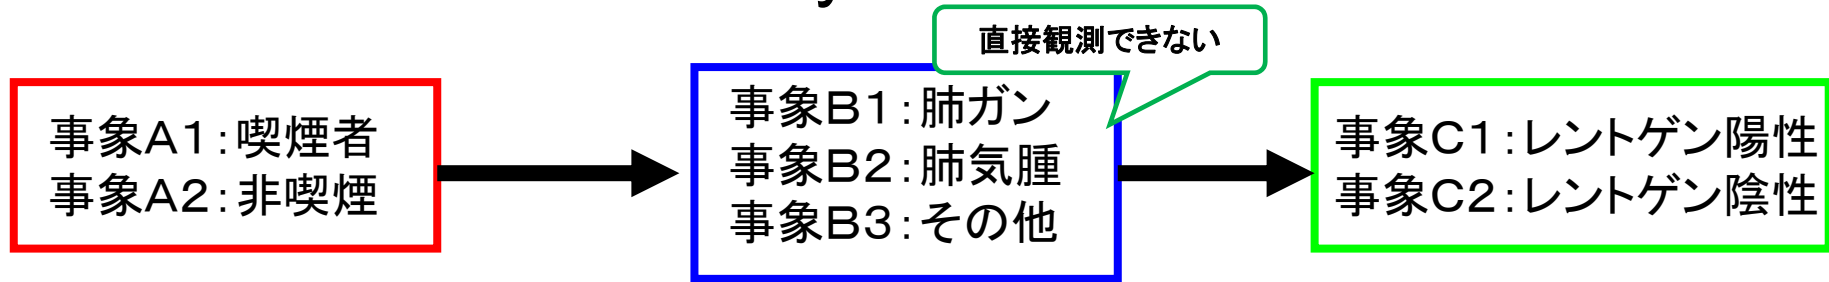 直接観測できない
事象A1：喫煙者
事象A2：非喫煙
事象B1：肺ガン
事象B2：肺気腫
事象B3：その他
事象C1：レントゲン陽性
事象C2：レントゲン陰性